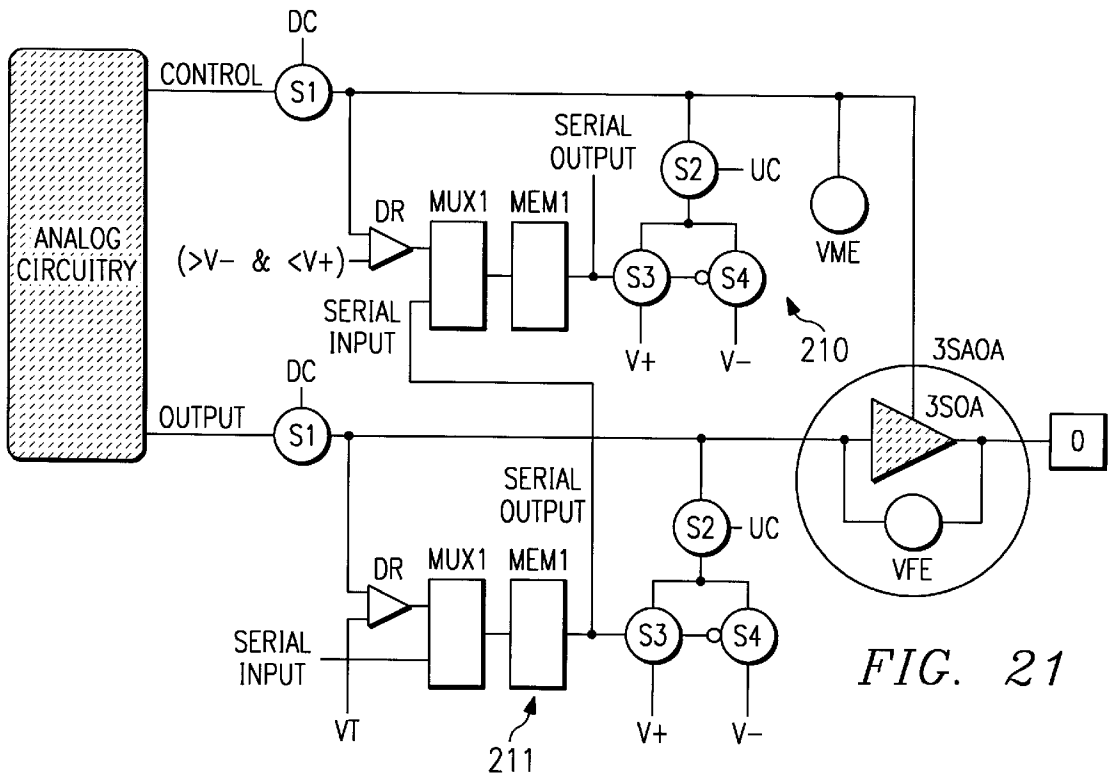 DC
CONTROL
S1
SERIAL
OUTPUT
S2
UC
MUX1
MEM1
DR
ANALOG
CIRCUITRY
(>V- & <V+)
S3
S4
VME
SERIAL
INPUT
V+
V-
210
3SAOA
DC
3SOA
OUTPUT
S1
0
SERIAL
OUTPUT
S2
UC
VFE
MUX1
MEM1
DR
S3
S4
SERIAL
INPUT
FIG. 21
VT
V+
V-
211